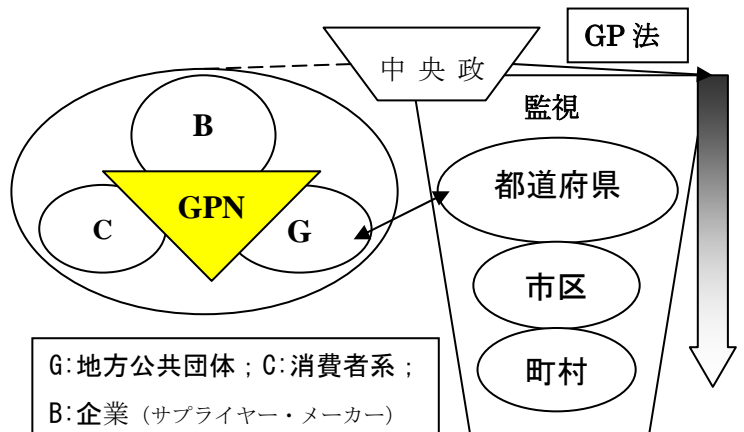 GP 法
中 央 政
監視
B
都道府県
GPN
C
G
市区
町村
G:地方公共団体；C:消費者系；
B:企業（サプライヤー・メーカー）